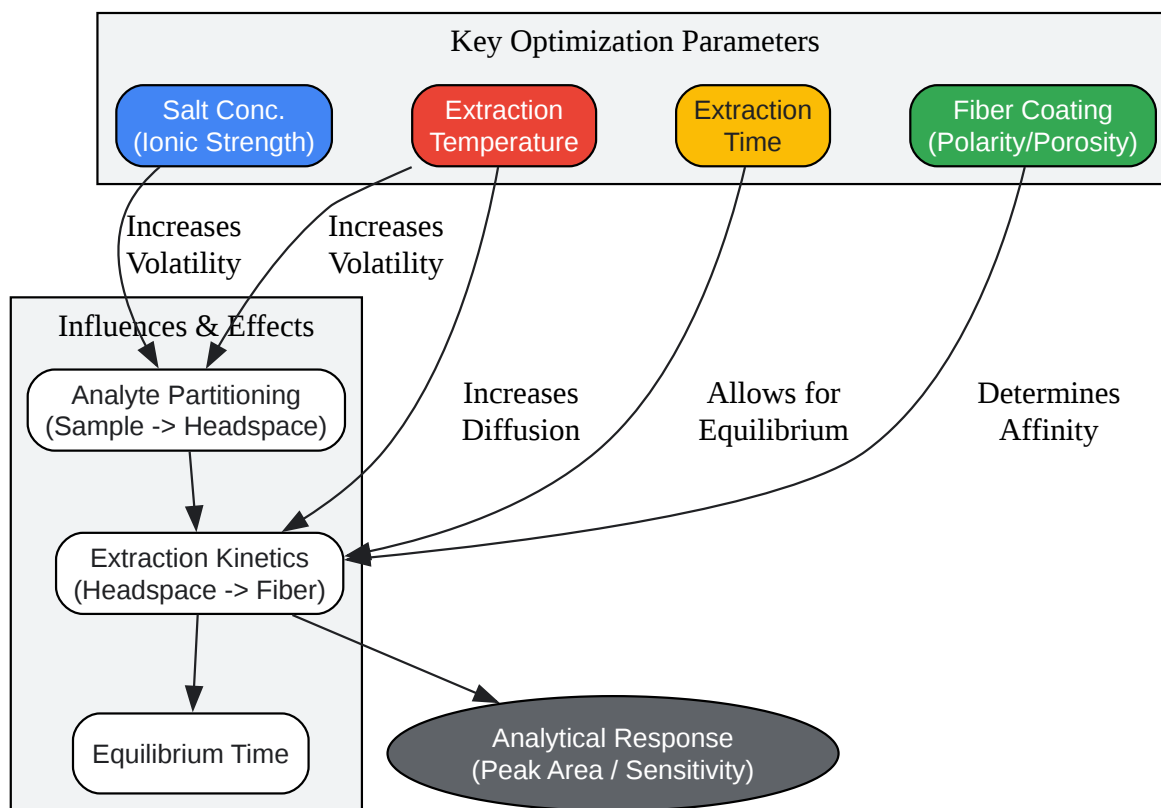 Key Optimization Parameters
Salt Conc.
(Ionic Strength)
Extraction
Temperature
Extraction
Time
Fiber Coating
(Polarity/Porosity)
Increases
Volatility
Increases
Volatility
Influences & Effects
Analyte Partitioning
(Sample -> Headspace)
Increases
Diffusion
Allows for
Equilibrium
Determines
Affinity
Extraction Kinetics
(Headspace -> Fiber)
Equilibrium Time
Analytical Response
(Peak Area / Sensitivity)